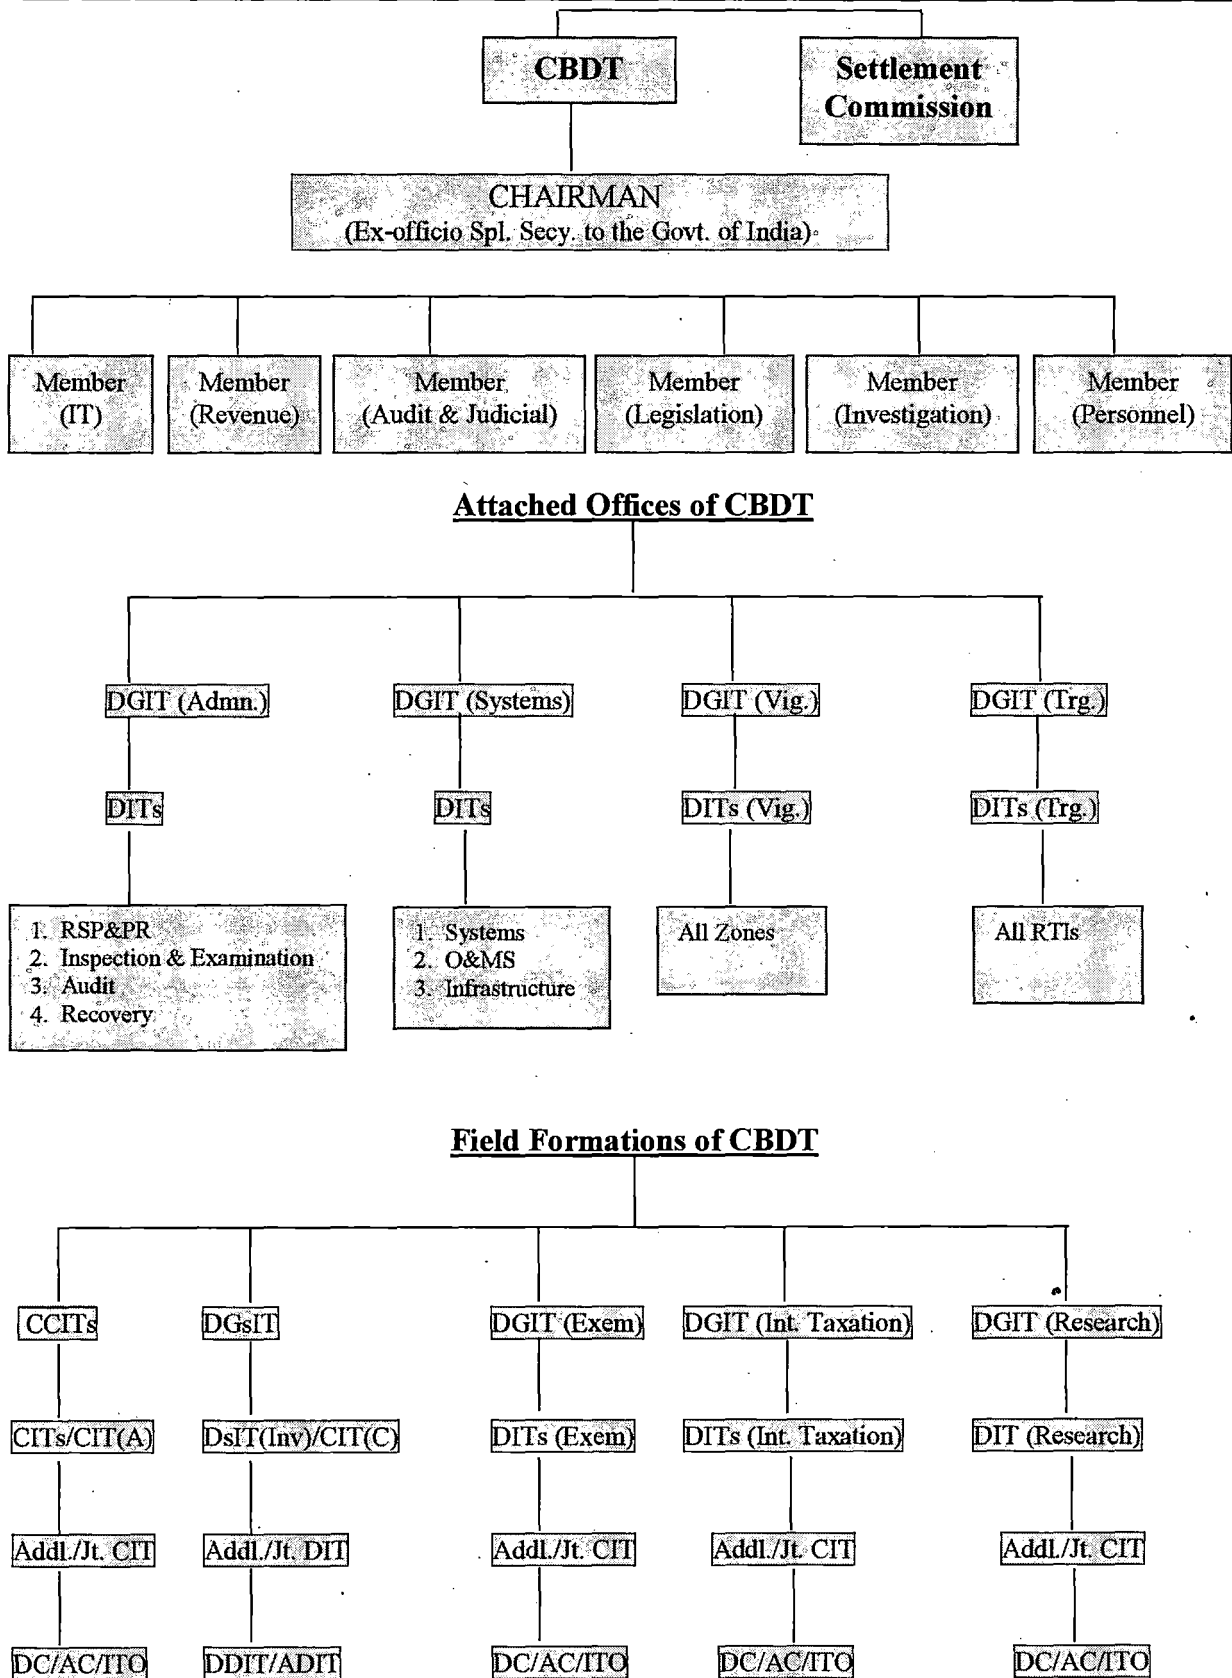 CBDT
Settlement
Commission
CHAIRMAN
(Ex-officio Spl. Secy. to the Govt. of India)
Member
(IT)
Member
(Revenue)
Member
(Audit & Judicial)
Member
(Legislation)
Member
(Investigation)
Member
(Personnel)
Attached Offices of CBDT
DGIT (Admn.)
DGIT (Systems)
DGIT (Vig.)
DGIT (Trg.)
DITs
DITs
DITs (Vig.)
DITs (Trg.)
1. RSP&PR
2. Inspection & Examination
3. Audit
4. Recovery
1. Systems
2. O&MS
3. Infrastructure
All Zones
All RTIs
Field Formations of CBDT
CCITs
DGsIT
DGIT (Exem)
DGIT (Int. Taxation)
DGIT (Research)
CITs/CIT(A)
DsIT(Inv)/CIT(C)
DITs (Exem)
DITs (Int. Taxation)
DIT (Research)
Addl./Jt. CIT
Addl./Jt. DIT
Addl./Jt. CIT
Addl./Jt. CIT
Addl./Jt. CIT
DC/AC/ITO
DDIT/ADIT
DC/AC/ITO
DC/AC/ITO
DC/AC/ITO